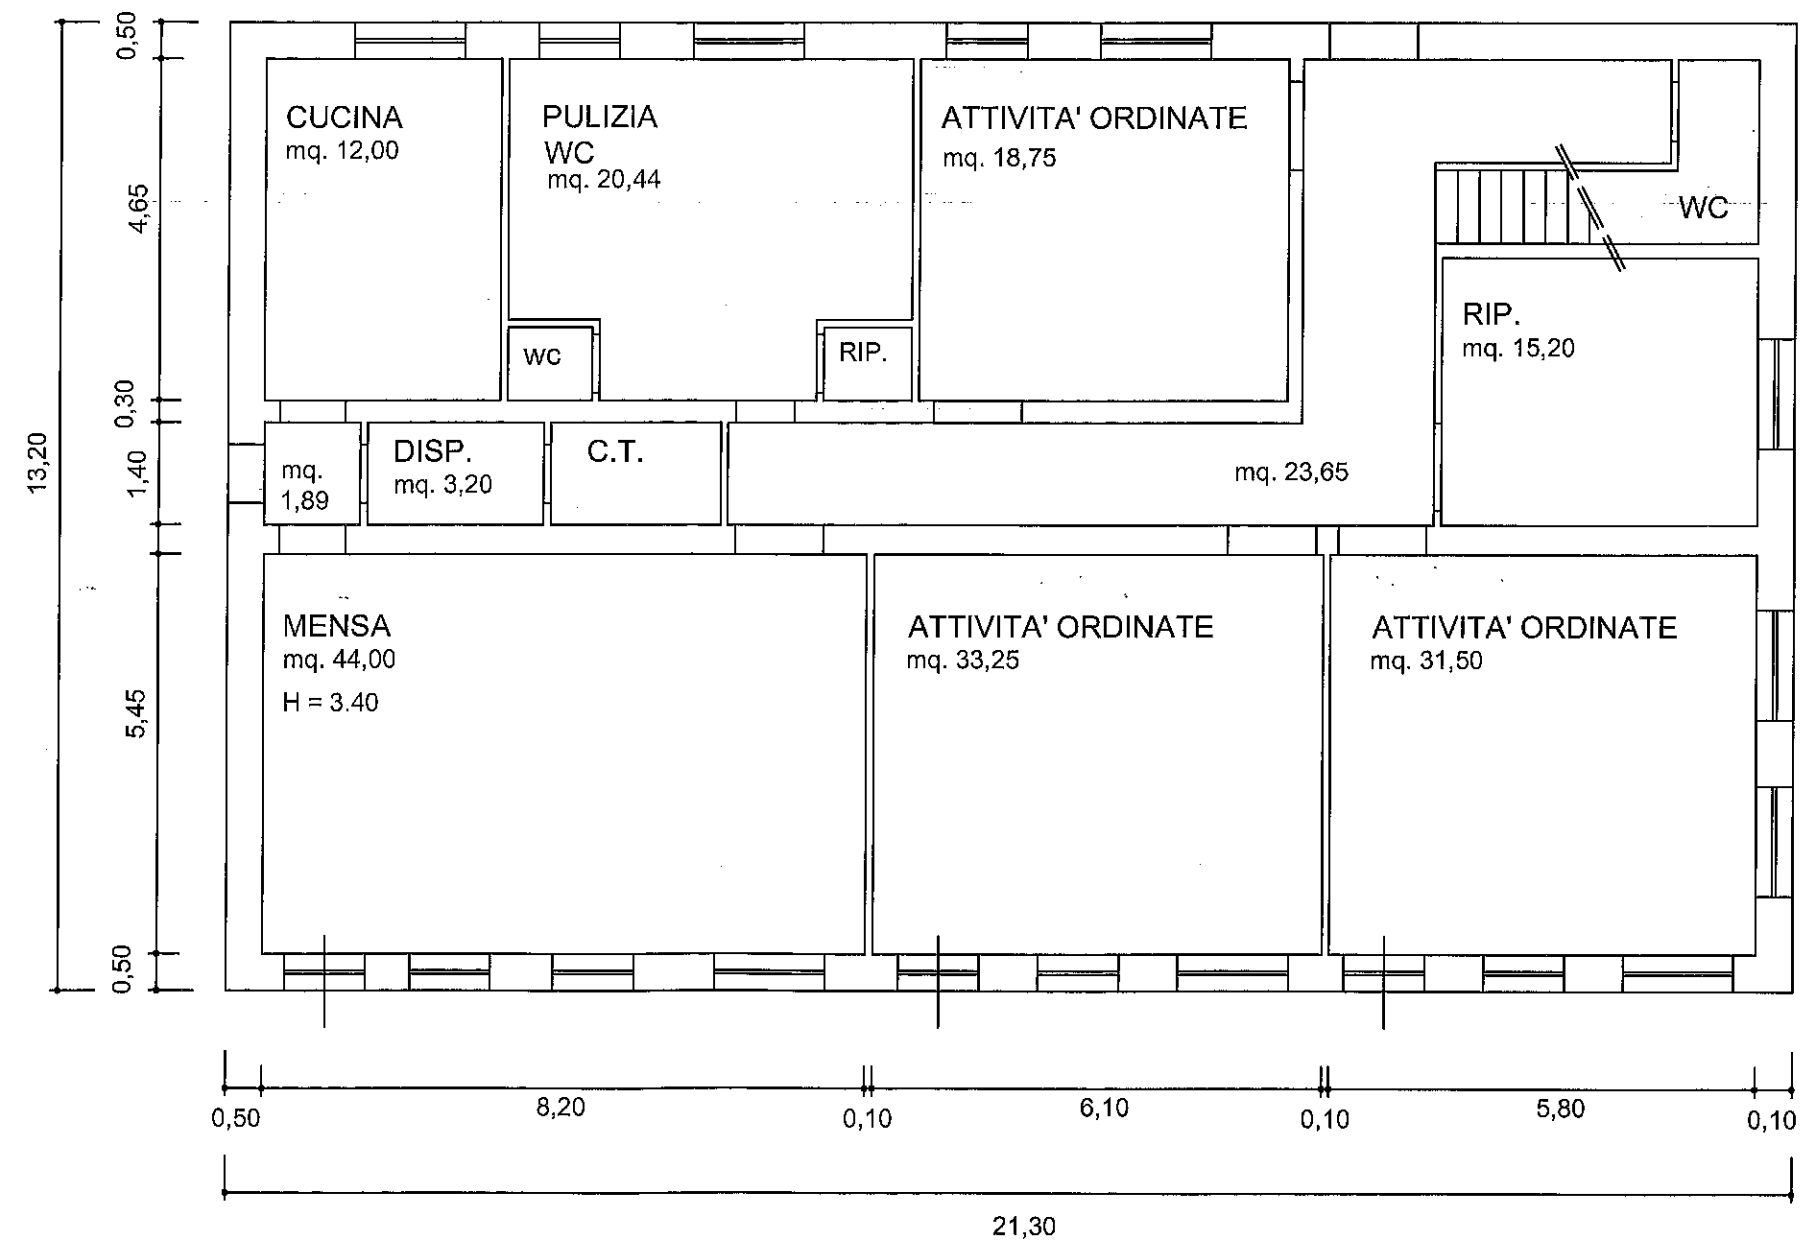 0,50
4,65
0,30
1,40
5,45
0,50
13,20
CUCINA
mq. 12,00
PULIZIA
WC
mq. 20,44
ATTIVITA' ORDINATE
mq. 18,75
WC
RIP.
mq. 15,20
wc
RIP.
mq.
1,89
DISP.
mq. 3,20
C.T.
mq. 23,65
MENSA
mq. 44,00
H = 3.40
ATTIVITA' ORDINATE
mq. 33,25
ATTIVITA' ORDINATE
mq. 31,50
0,50
8,20
0,10
6,10
0,10
5,80
0,10
21,30